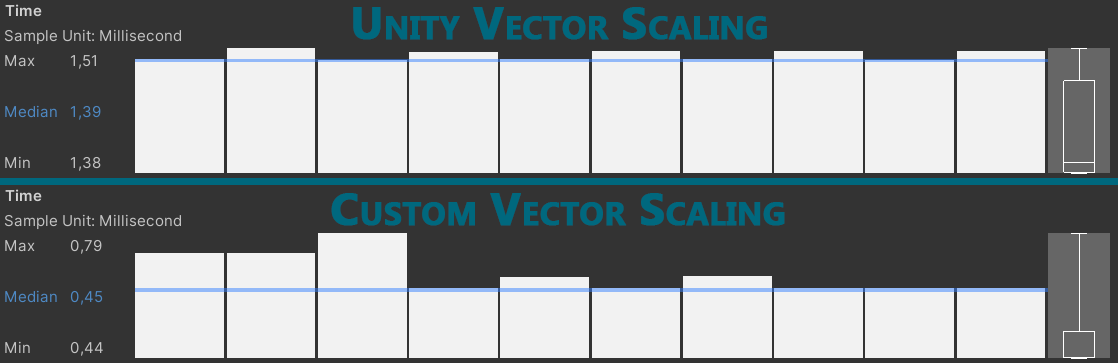 Time
Unity Vector Scaling
Sample Unit: Millisecond
Max 1,51
Median 1,39
Min 1,38
Time
Custom Vector Scaling
Sample Unit: Millisecond
Max 0,79
Median 0,45
Min 0,44